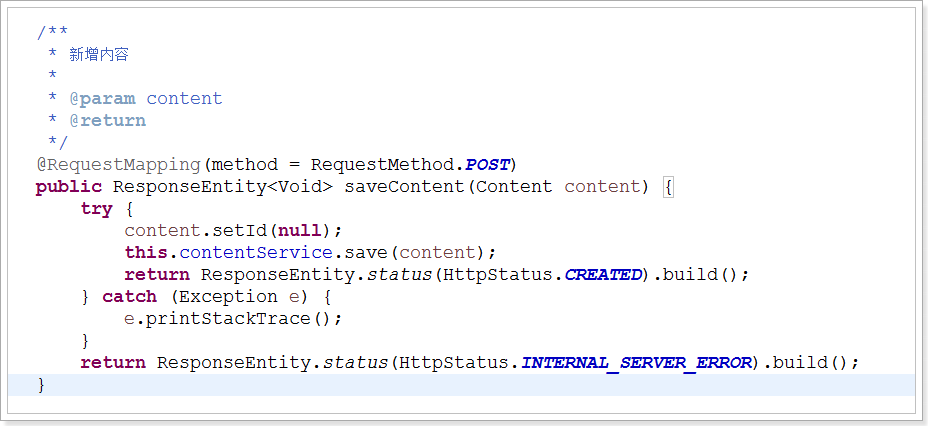 /**
 * 新增内容
 *
 * @param content
 * @return
 */
@RequestMapping(method = RequestMethod.POST)
public ResponseEntity<Void> saveContent(Content content) {
    try {
        content.setId(null);
        this.contentService.save(content);
        return ResponseEntity.status(HttpStatus.CREATED).build();
    } catch (Exception e) {
        e.printStackTrace();
    }
    return ResponseEntity.status(HttpStatus.INTERNAL_SERVER_ERROR).build();
}